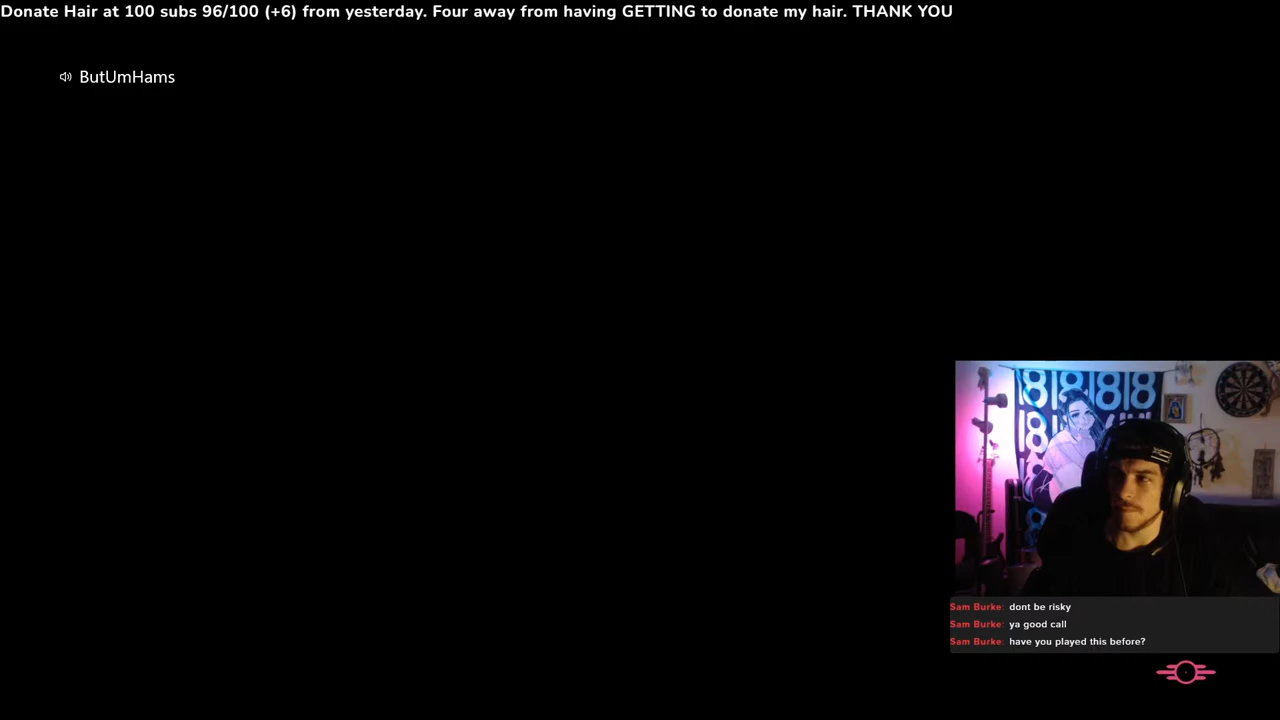 Donate Hair at 100 subs 96/100 (+6) from yesterday. Four away from having GETTING to donate my hair. THANK YOU
ButUmHams
Sam Burke: dont be risky
Sam Burke: ya good call
Sam Burke: have you played this before?